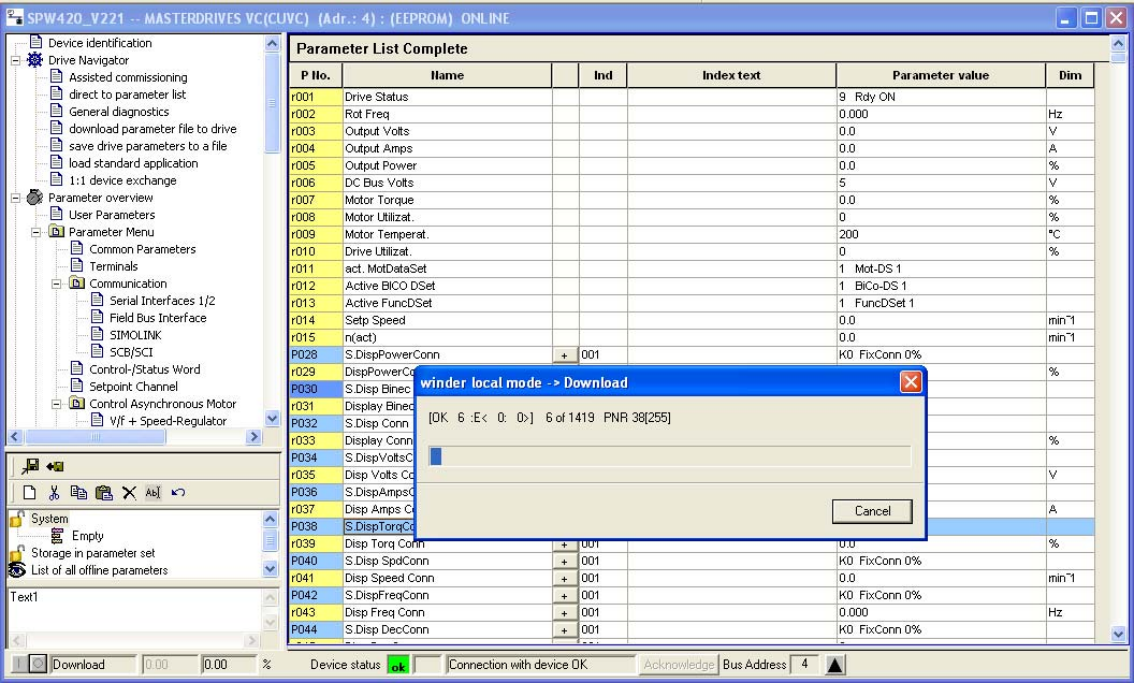 SPW420_V221 -- MASTERDRIVES VC(CUVC) (Adr.: 4) : (EEPROM) ONLINE
Device identification
Drive Navigator
Assisted commissioning
direct to parameter list
General diagnostics
download parameter file to drive
save drive parameters to a file
load standard application
1:1 device exchange
Parameter overview
User Parameters
Parameter Menu
Common Parameters
Terminals
Communication
Serial Interfaces 1/2
Field Bus Interface
SIMOLINK
SCB/SCI
Control-/Status Word
Setpoint Channel
Control Asynchronous Motor
V/f + Speed-Regulator
System
Empty
Storage in parameter set
List of all offline parameters
Text1
Parameter List Complete
P No. Name Ind Index text Parameter value Dim
r001 Drive Status 9 Rdy ON
r002 Rot Freq 0.000 Hz
r003 Output Volts 0.0 V
r004 Output Amps 0.0 A
r005 Output Power 0.0 %
r006 DC Bus Volts 5 V
r007 Motor Torque 0.0 %
r008 Motor Utilizat. 0 %
r009 Motor Temperat. 200 °C
r010 Drive Utilizat. 0 %
r011 act. MotDataSet 1 Mot-DS 1
r012 Active BICO DSet 1 BiCo-DS 1
r013 Active FuncDSet 1 FuncDSet 1
r014 Setp Speed 0.0 min˜1
r015 n(act) 0.0 min˜1
P028 S.DispPowerConn + 001 K0 FixConn 0%
r029 DispPowerCo %
P030 S.Disp Binec
r031 Display Binec
P032 S.Disp Conn
r033 Display Conn %
P034 S.DispVoltsC
r035 Disp Volts Co V
P036 S.DispAmpsC
r037 Disp Amps C A
P038 S.DispTorqCo
r039 Disp Torq Conn + 001 0.0 %
P040 S.Disp SpdConn + 001 K0 FixConn 0%
r041 Disp Speed Conn + 001 0.0 min˜1
P042 S.DispFreqConn + 001 K0 FixConn 0%
r043 Disp Freq Conn + 001 0.000 Hz
P044 S.Disp DecConn + 001 K0 FixConn 0%
winder local mode -> Download
[OK 6 :E< 0: 0>] 6 of 1419 PNR 38[255]
Cancel
Download 0.00 0.00 % Device status ok Connection with device OK Acknowledge Bus Address 4